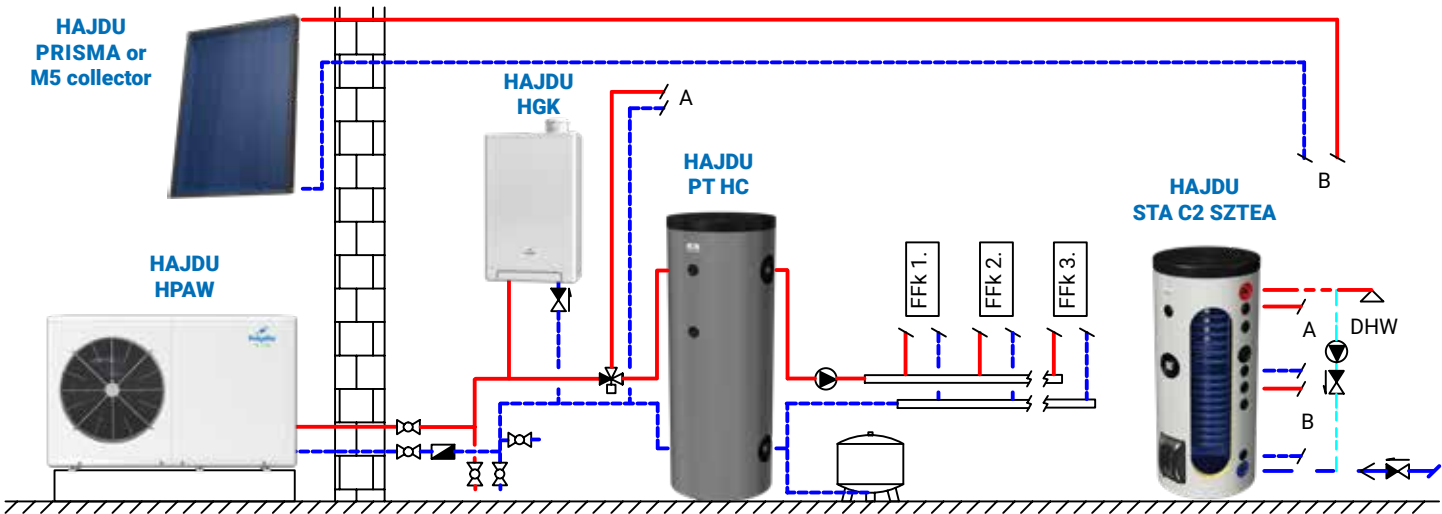 HAJDU
PRISMA or
M5 collector
HAJDU
HGK
A
HAJDU
PT HC
B
HAJDU
STA C2 SZTEA
HAJDU
HPAW
FFk 1.
FFk 2.
FFk 3.
A
DHW
B